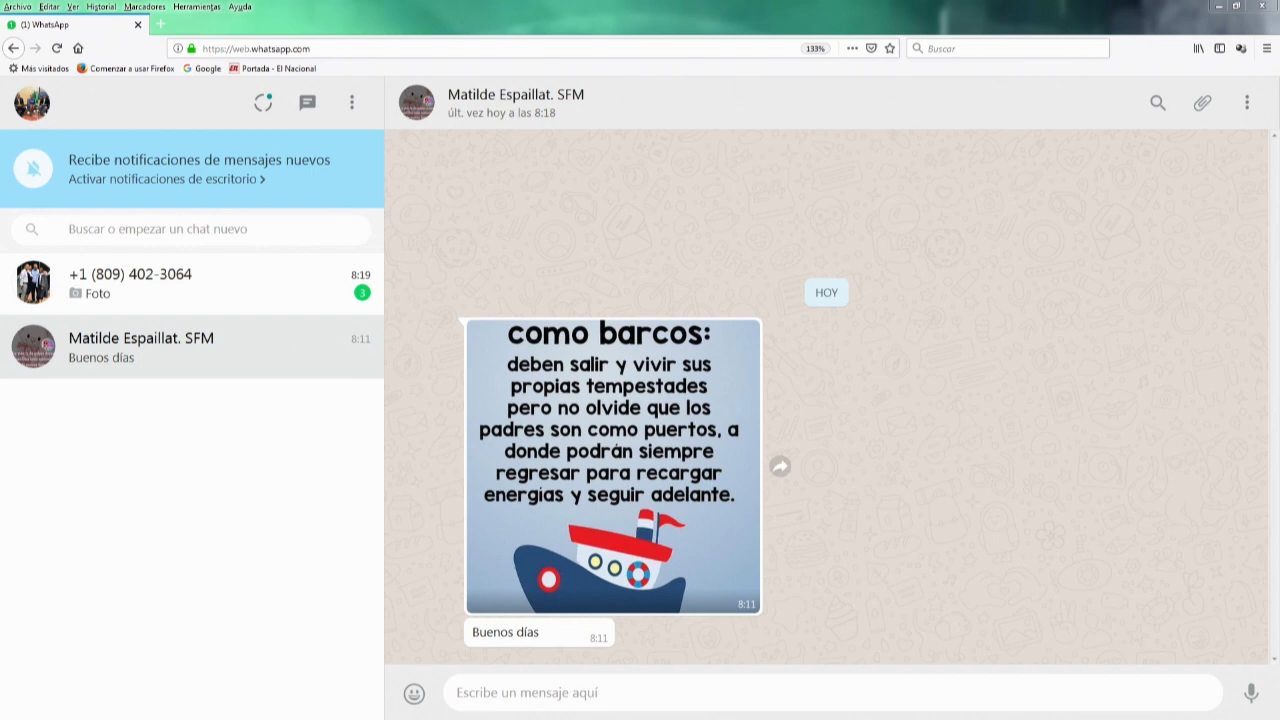 Archivo Editar Ver Historial Marcadores Herramientas Ayuda
(1) WhatsApp
https://web.whatsapp.com
133%
Buscar
Más visitados Comenzar a usar Firefox Google Portada - El Nacional
Matilde Espaillat. SFM
últ. vez hoy a las 8:18
Recibe notificaciones de mensajes nuevos
Activar notificaciones de escritorio >
Buscar o empezar un chat nuevo
+1 (809) 402-3064 8:19
Foto 3
Matilde Espaillat. SFM 8:11
Buenos días
HOY
como barcos:
deben salir y vivir sus
propias tempestades
pero no olvide que los
padres son como puertos, a
donde podrán siempre
regresar para recargar
energías y seguir adelante.
8:11
Buenos días 8:11
Escribe un mensaje aquí